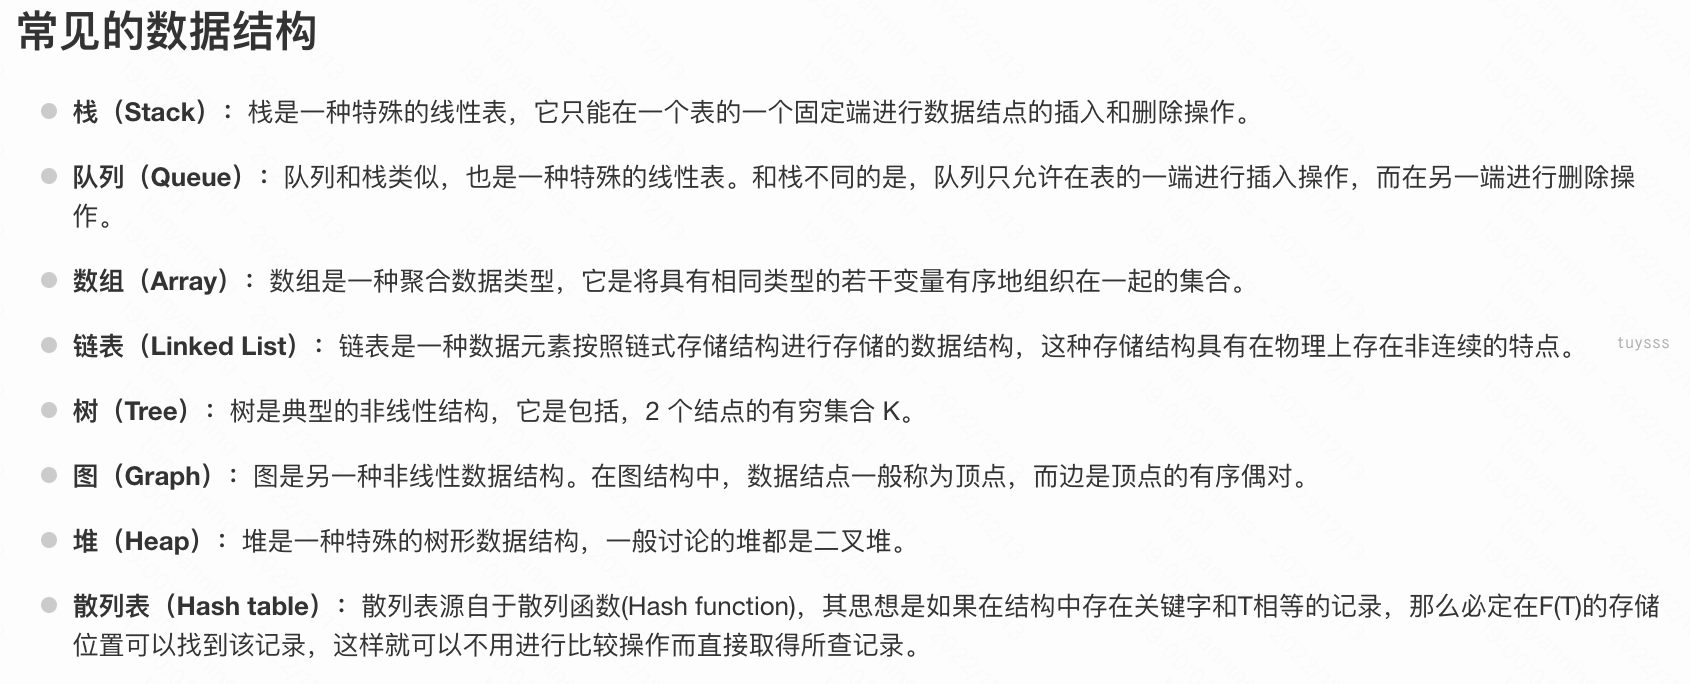 常见的数据结构
栈（Stack）：栈是一种特殊的线性表，它只能在一个表的一个固定端进行数据结点的插入和删除操作。
队列（Queue）：队列和栈类似，也是一种特殊的线性表。和栈不同的是，队列只允许在表的一端进行插入操作，而在另一端进行删除操
作。
数组（Array）：数组是一种聚合数据类型，它是将具有相同类型的若干变量有序地组织在一起的集合。
链表（Linked List）：链表是一种数据元素按照链式存储结构进行存储的数据结构，这种存储结构具有在物理上存在非连续的特点。
tuysss
树（Tree）：树是典型的非线性结构，它是包括，2 个结点的有穷集合 K。
图（Graph）：图是另一种非线性数据结构。在图结构中，数据结点一般称为顶点，而边是顶点的有序偶对。
堆（Heap）：堆是一种特殊的树形数据结构，一般讨论的堆都是二叉堆。
散列表（Hash table）：散列表源自于散列函数(Hash function)，其思想是如果在结构中存在关键字和T相等的记录，那么必定在F(T)的存储
位置可以找到该记录，这样就可以不用进行比较操作而直接取得所查记录。